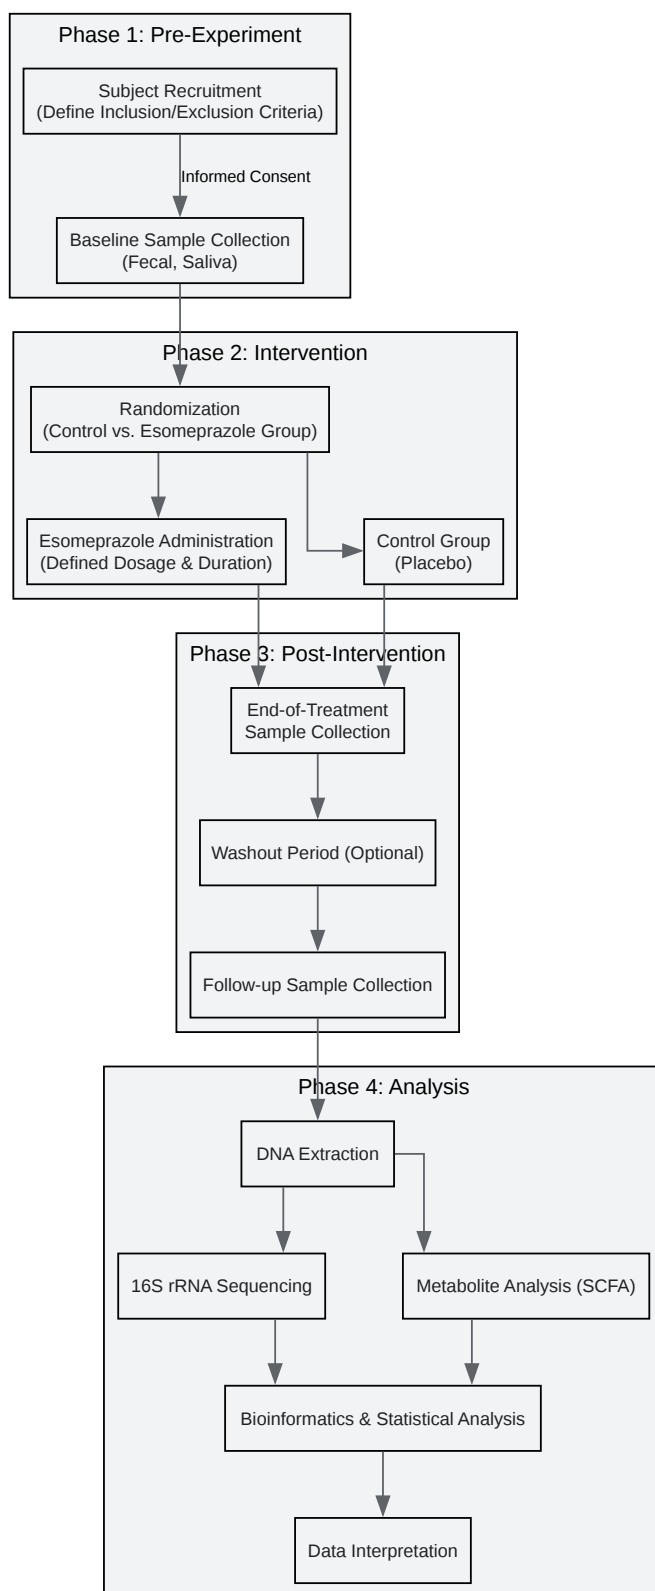 Phase 1: Pre-Experiment
Subject Recruitment
(Define Inclusion/Exclusion Criteria)
Informed Consent
Baseline Sample Collection
(Fecal, Saliva)
Phase 2: Intervention
Randomization
(Control vs. Esomeprazole Group)
Esomeprazole Administration
(Defined Dosage & Duration)
Control Group
(Placebo)
Phase 3: Post-Intervention
End-of-Treatment
Sample Collection
Washout Period (Optional)
Follow-up Sample Collection
Phase 4: Analysis
DNA Extraction
16S rRNA Sequencing
Metabolite Analysis (SCFA)
Bioinformatics & Statistical Analysis
Data Interpretation